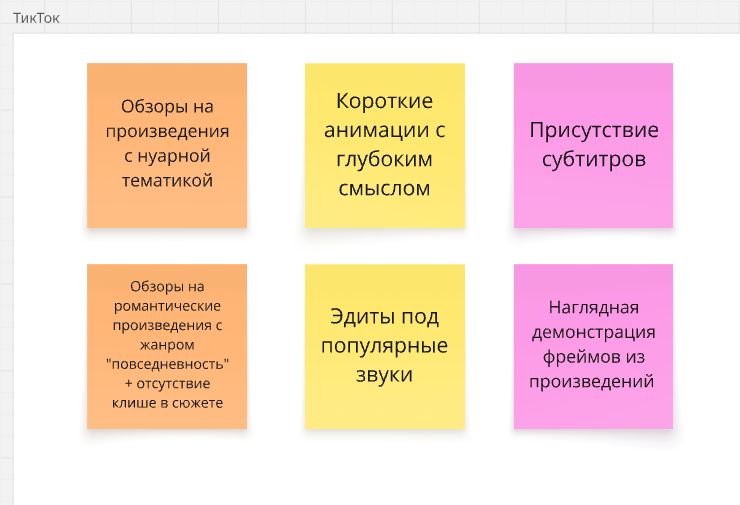 ТикТок
Обзоры на
произведения
с нуарной
тематикой
Короткие
анимации с
глубоким
смыслом
Присутствие
субтитров
Обзоры на
романтические
произведения с
жанром
"повседневность"
+ отсутствие
клише в сюжете
Эдиты под
популярные
звуки
Наглядная
демонстрация
фреймов из
произведений